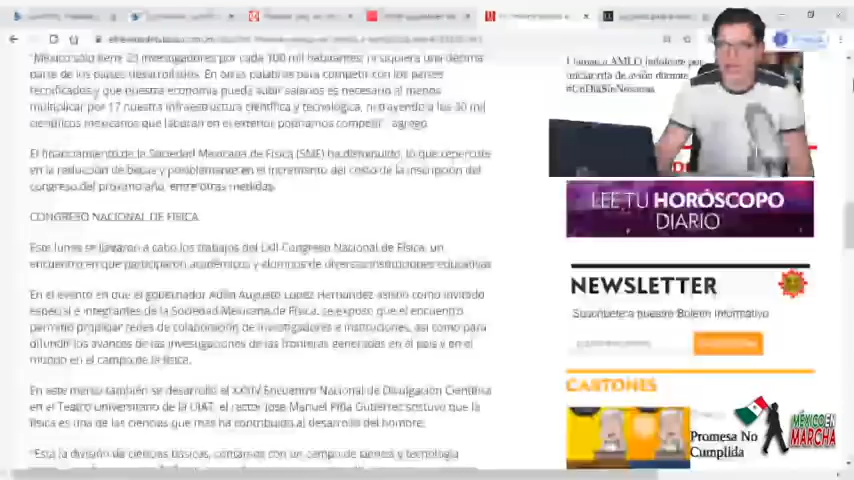 "México sólo tiene 23 investigadores por cada 100 mil habitantes, ni siquiera una décima
parte de los países desarrollados. En otras palabras para competir con los países
tecnificados y que nuestra economía pueda subir salarios es necesario al menos
multiplicar por 17 nuestra infraestructura científica y tecnológica, ni trayendo a los 30 mil
científicos mexicanos que laboran en el exterior podríamos competir", agregó.
El financiamiento de la Sociedad Mexicana de Física (SMF) ha disminuido, lo que repercute
en la reducción de becas y posiblemente en el incremento del costo de la inscripción del
congreso del próximo año, entre otras medidas.
CONGRESO NACIONAL DE FÍSICA
Este lunes se llevaron a cabo los trabajos del LXII Congreso Nacional de Física, un
encuentro en que participaron académicos y alumnos de diversas instituciones educativas
En el evento en que el gobernador Adán Augusto López Hernández asistió como invitado
especial e integrantes de la Sociedad Mexicana de Física, se expuso que el encuentro
permitió propiciar redes de colaboración de investigadores e instituciones, así como para
difundir los avances de las investigaciones de las fronteras generadas en el país y en el
mundo en el campo de la física.
En este marco también se desarrolló el XXXIV Encuentro Nacional de Divulgación Científica
en el Teatro universitario de la UJAT, el rector José Manuel Piña Gutiérrez sostuvo que la
física es una de las ciencias que más ha contribuido al desarrollo del hombre.
"Esta la división de ciencias básicas, contamos con un campo de ciencia y tecnología
Llaman a AMLO indolente por
#UnDíaSinNosotras
LEE TU HORÓSCOPO
DIARIO
NEWSLETTER
Suscríbete a nuestro Boletín Informativo
CARTONES
Promesa No
Cumplida
MÉXICO EN
MARCHA